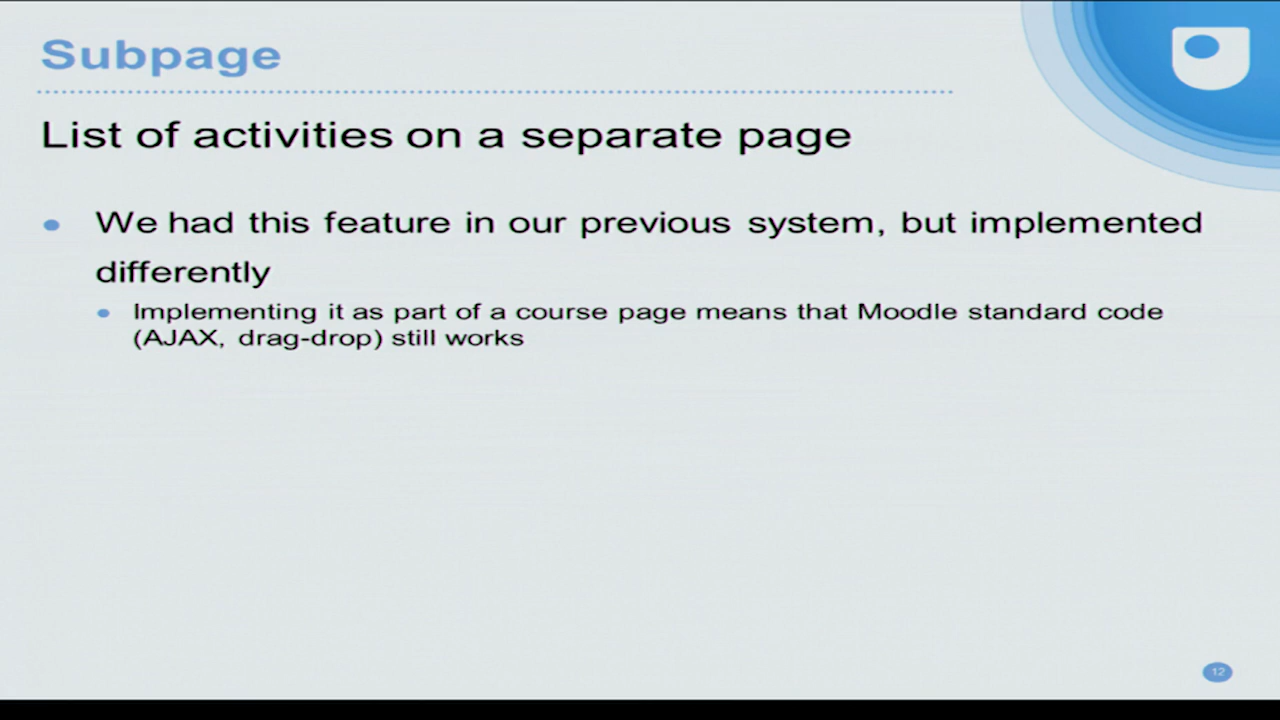 Subpage
List of activities on a separate page
We had this feature in our previous system, but implemented
differently
Implementing it as part of a course page means that Moodle standard code
(AJAX, drag-drop) still works
12